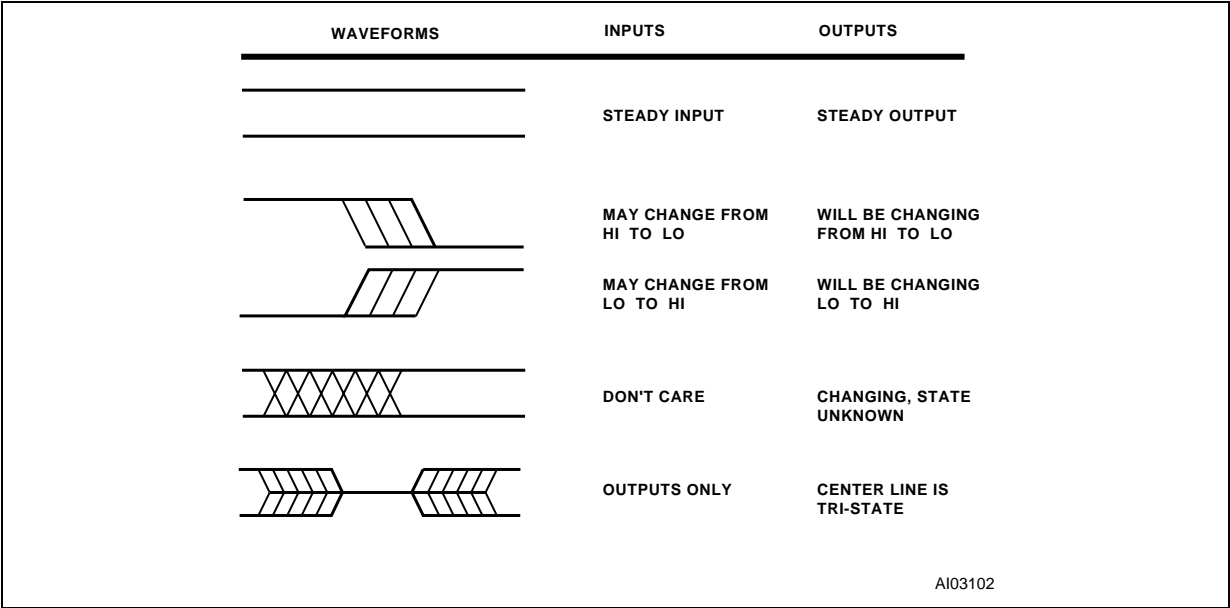 WAVEFORMS INPUTS OUTPUTS
STEADY INPUT STEADY OUTPUT
MAY CHANGE FROM WILL BE CHANGING
HI TO LO FROM HI TO LO
MAY CHANGE FROM WILL BE CHANGING
LO TO HI LO TO HI
DON'T CARE CHANGING, STATE
UNKNOWN
OUTPUTS ONLY CENTER LINE IS
TRI-STATE
AI03102